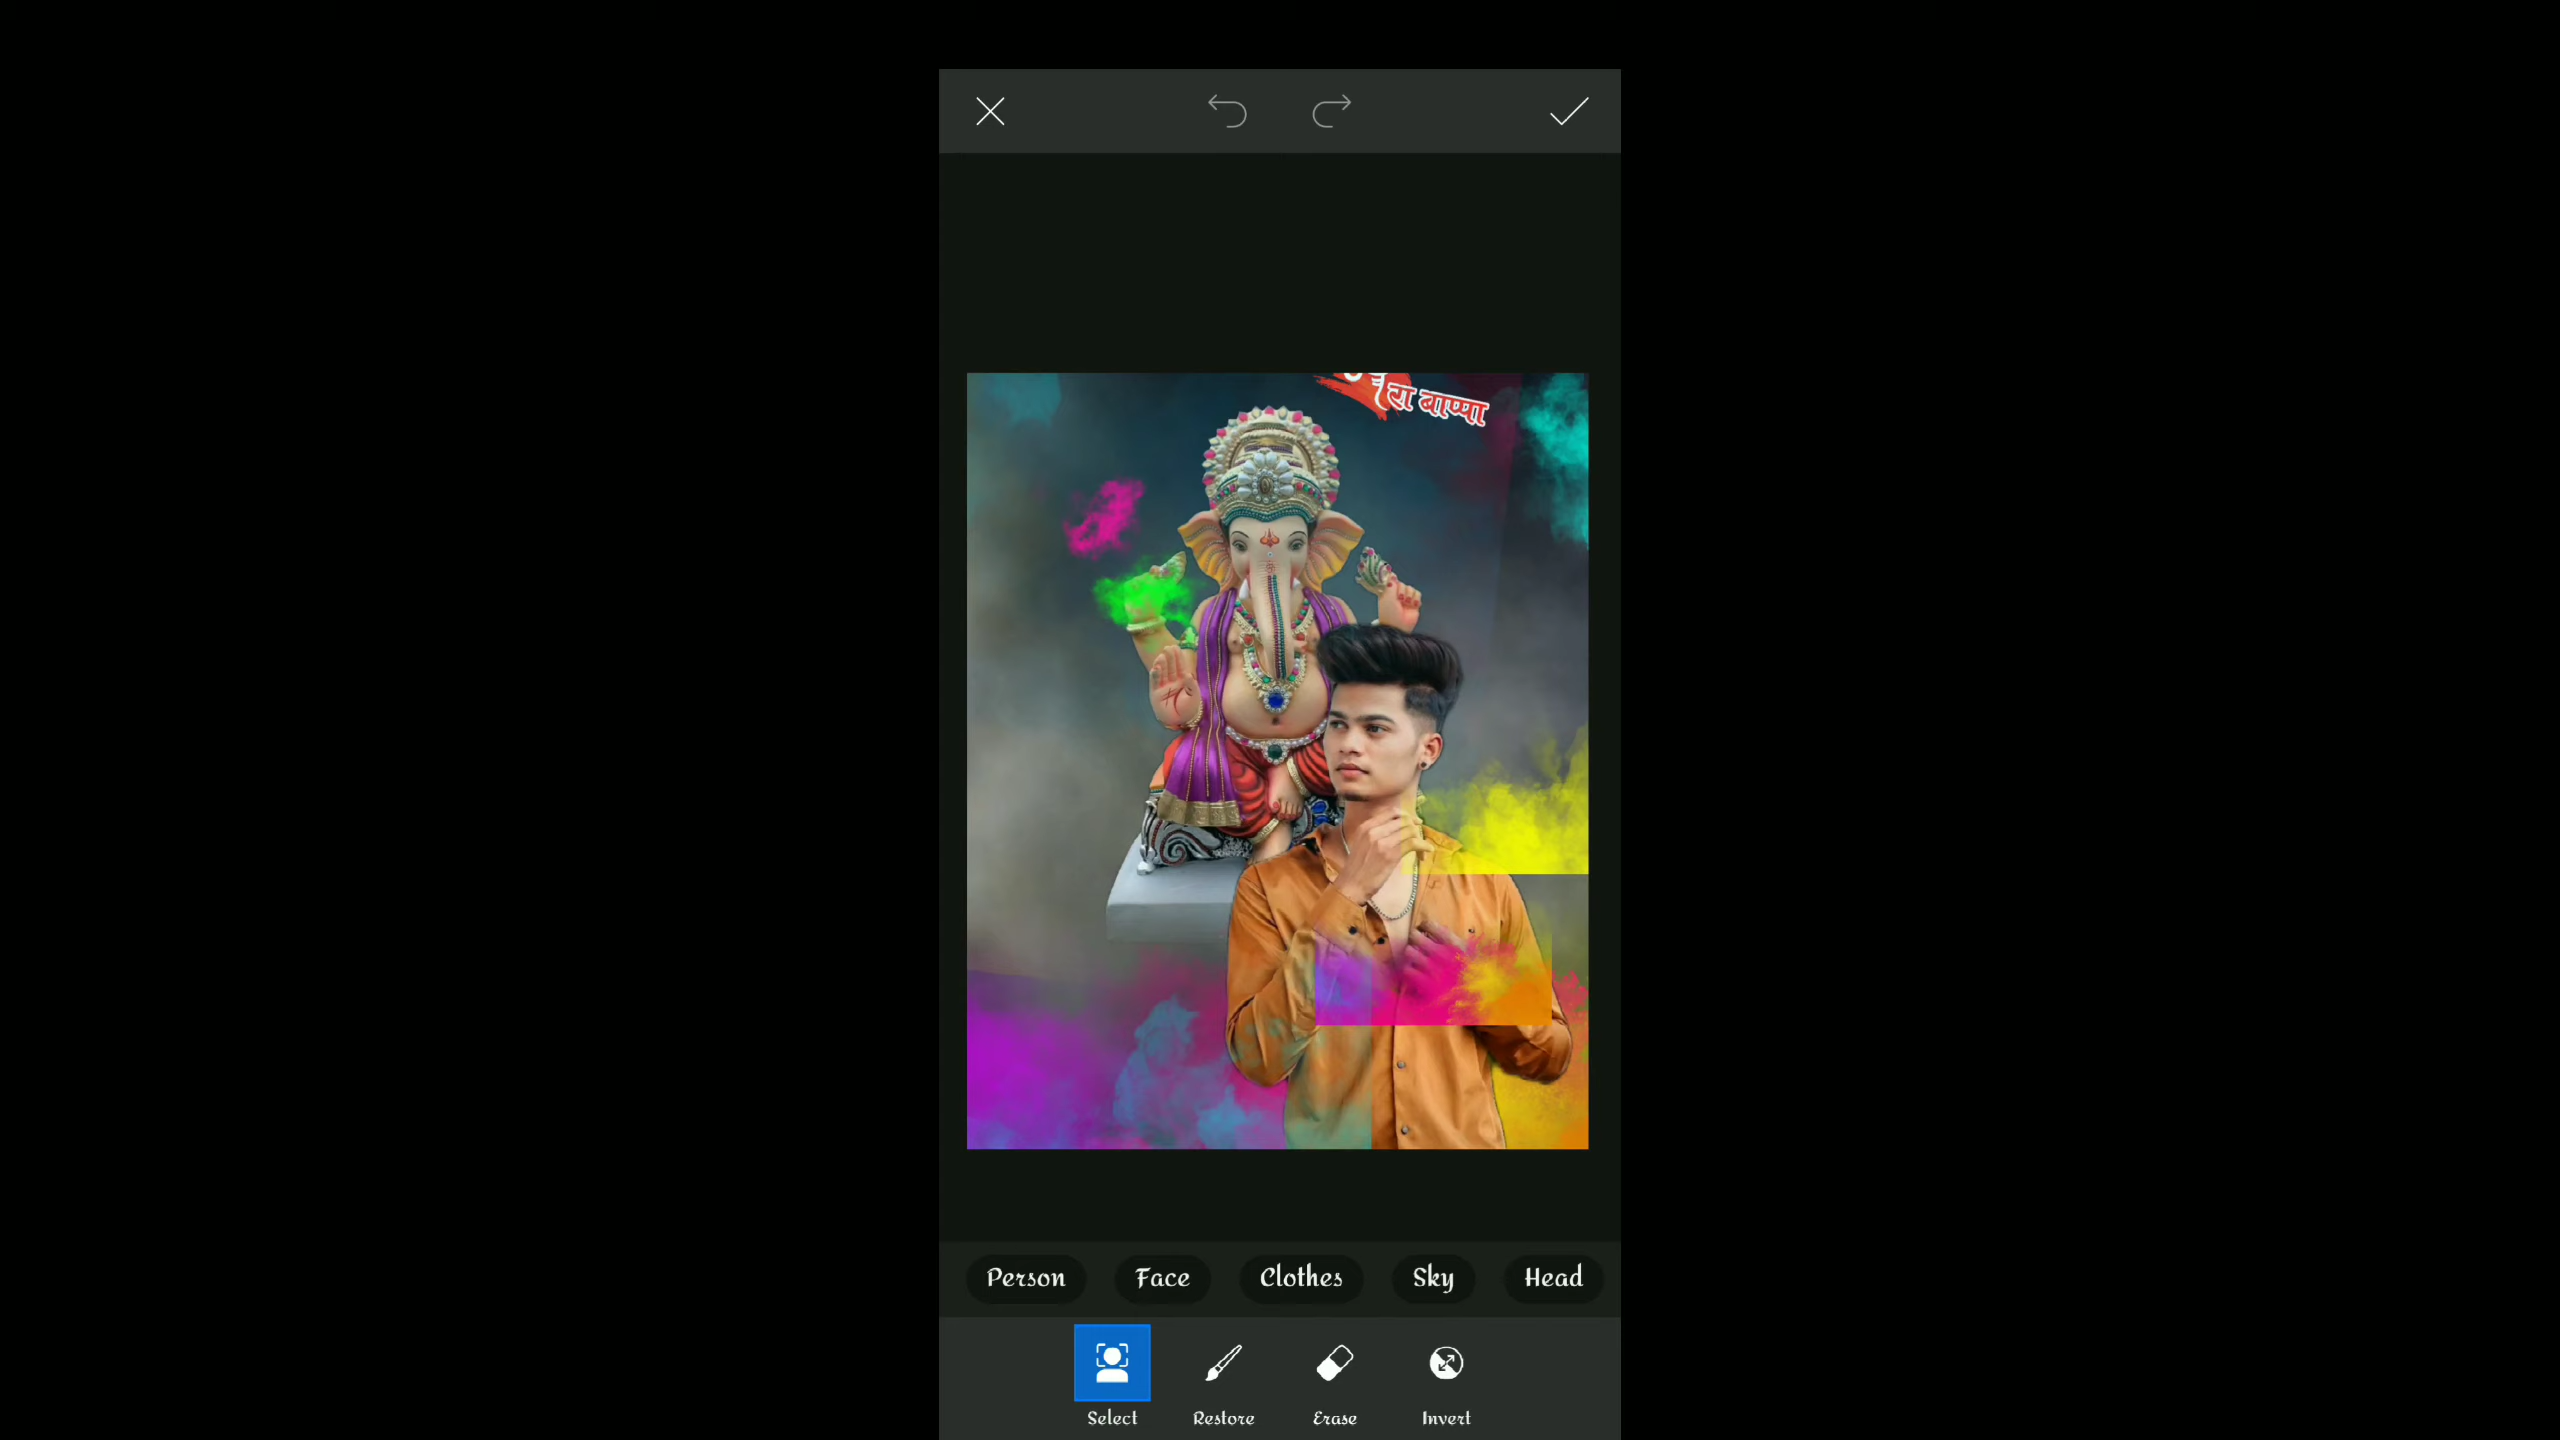 रा बाप्पा
Person Face Clothes Sky Head
Select Restore Erase Invert